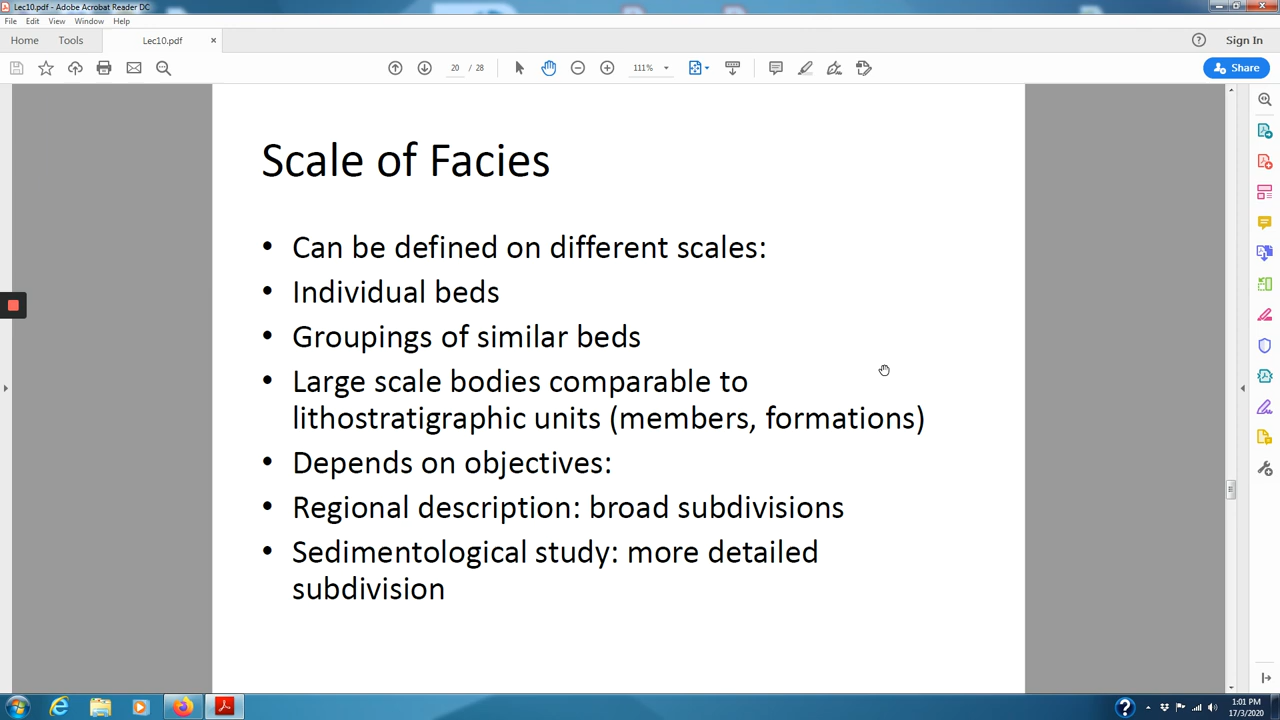 Lec10.pdf - Adobe Acrobat Reader DC
File Edit View Window Help
Home Tools Lec10.pdf × Sign In
20 / 28 111% Share
Scale of Facies
• Can be defined on different scales:
• Individual beds
• Groupings of similar beds
• Large scale bodies comparable to
lithostratigraphic units (members, formations)
• Depends on objectives:
• Regional description: broad subdivisions
• Sedimentological study: more detailed
subdivision
1:01 PM
17/3/2020